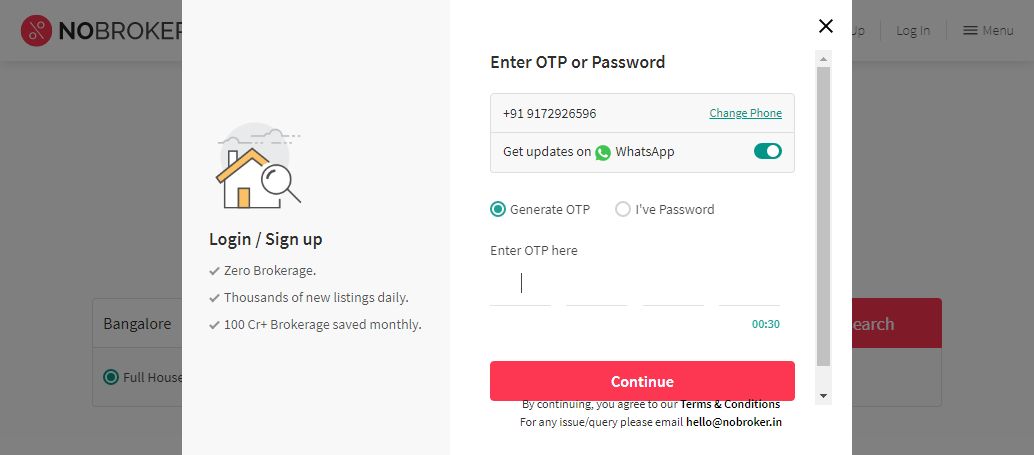 NOBROKER
Up
Log In
Menu
Enter OTP or Password
+91 9172926596
Change Phone
Get updates on WhatsApp
Generate OTP
I've Password
Enter OTP here
00:30
Continue
By continuing, you agree to our Terms & Conditions
For any issue/query please email hello@nobroker.in
Login / Sign up
Zero Brokerage.
Thousands of new listings daily.
100 Cr+ Brokerage saved monthly.
Bangalore
earch
Full House